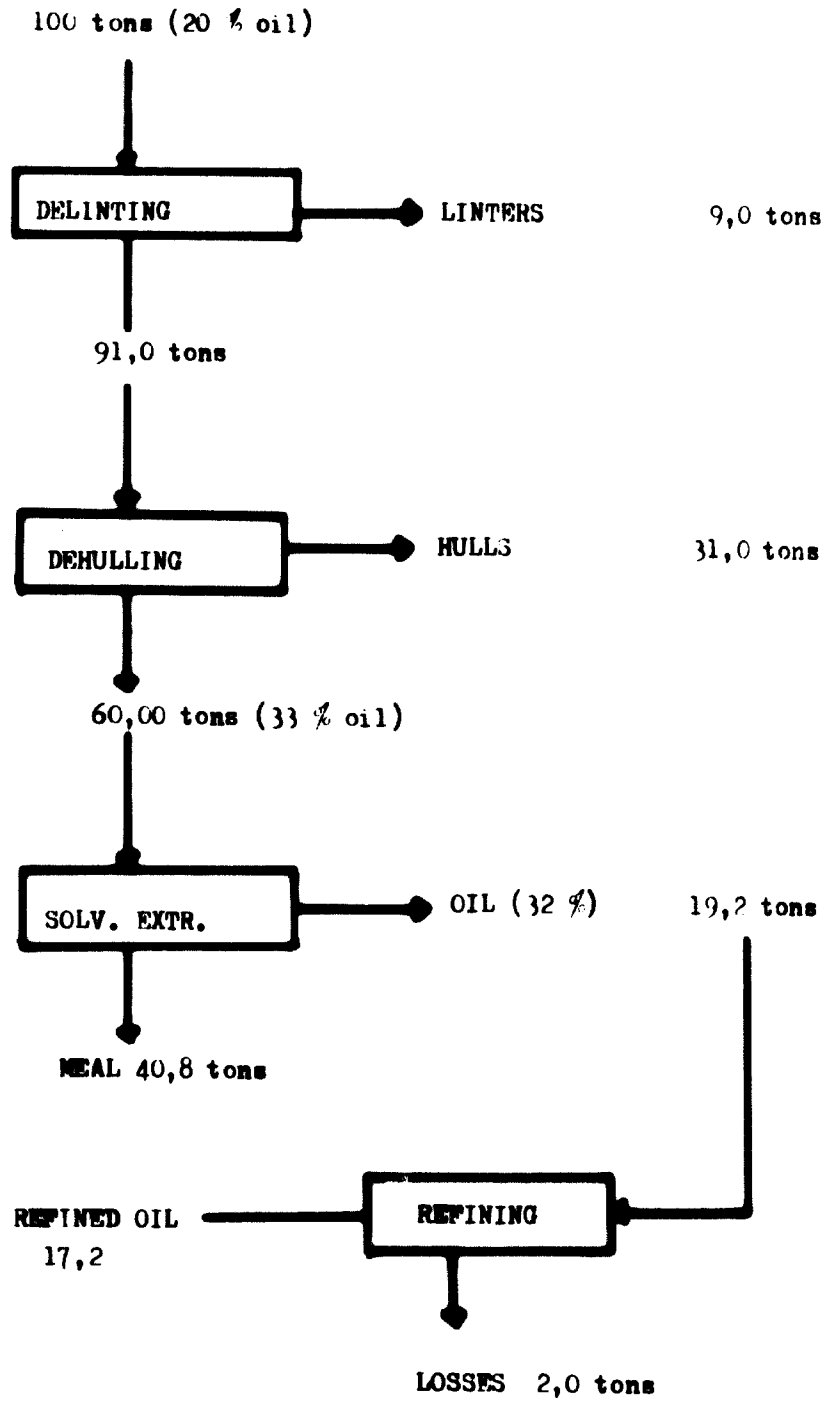 100 tons (20 % oil)
DELINTING
LINTERS 9,0 tons
91,0 tons
DEHULLING
HULLS 31,0 tons
60,00 tons (33 % oil)
SOLV. EXTR.
OIL (32 %) 19,2 tons
MEAL 40,8 tons
REFINED OIL
REFINING
17,2
LOSSES 2,0 tons